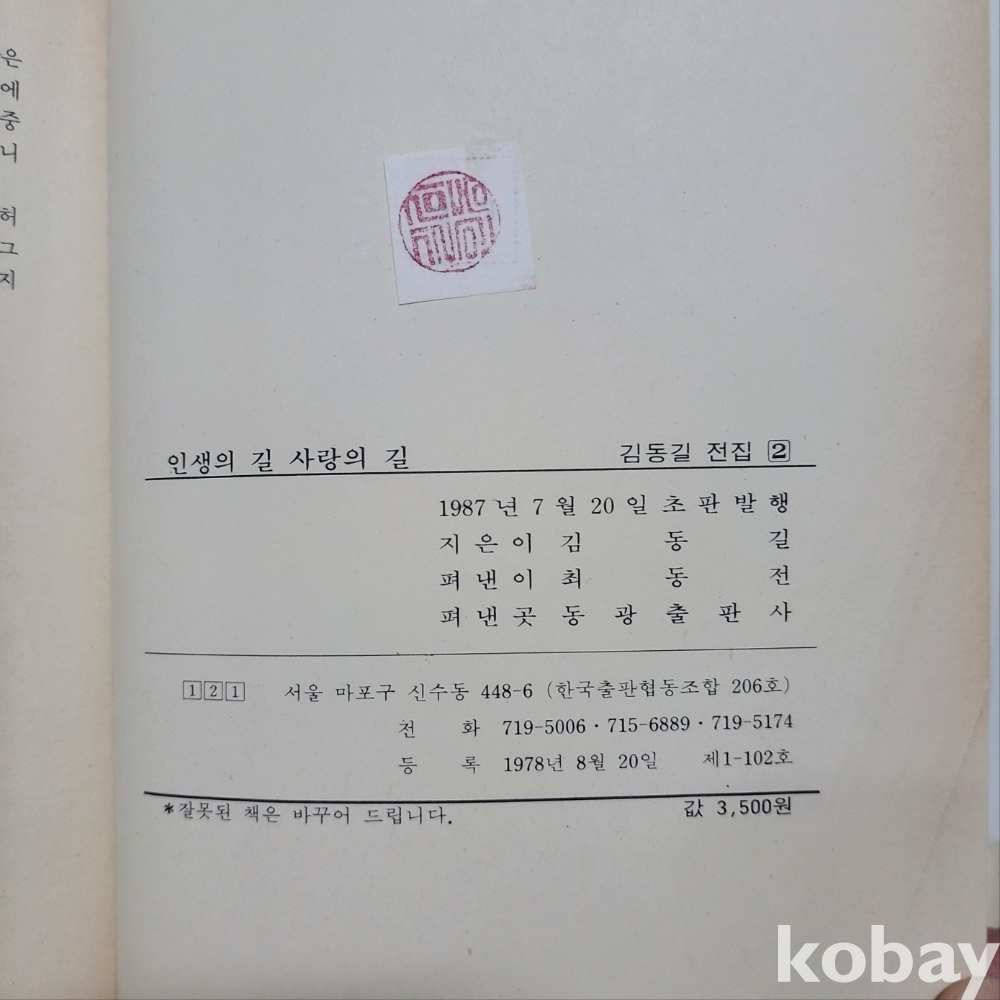 은
에
중
니
허
그
지
인생의 길 사랑의 길 김동길 전집 2
1987 년 7 월 20 일 초 판 발 행
지 은 이 김 동 길
펴 낸 이 최 동 전
펴 낸 곳 동 광 출 판 사
1 2 1 서울 마포구 신수동 448-6 (한국출판협동조합 206호)
전 화 719-5006 · 715-6889 · 719-5174
등 록 1978년 8월 20일 제1-102호
*잘못된 책은 바꾸어 드립니다. 값 3,500원
kobay